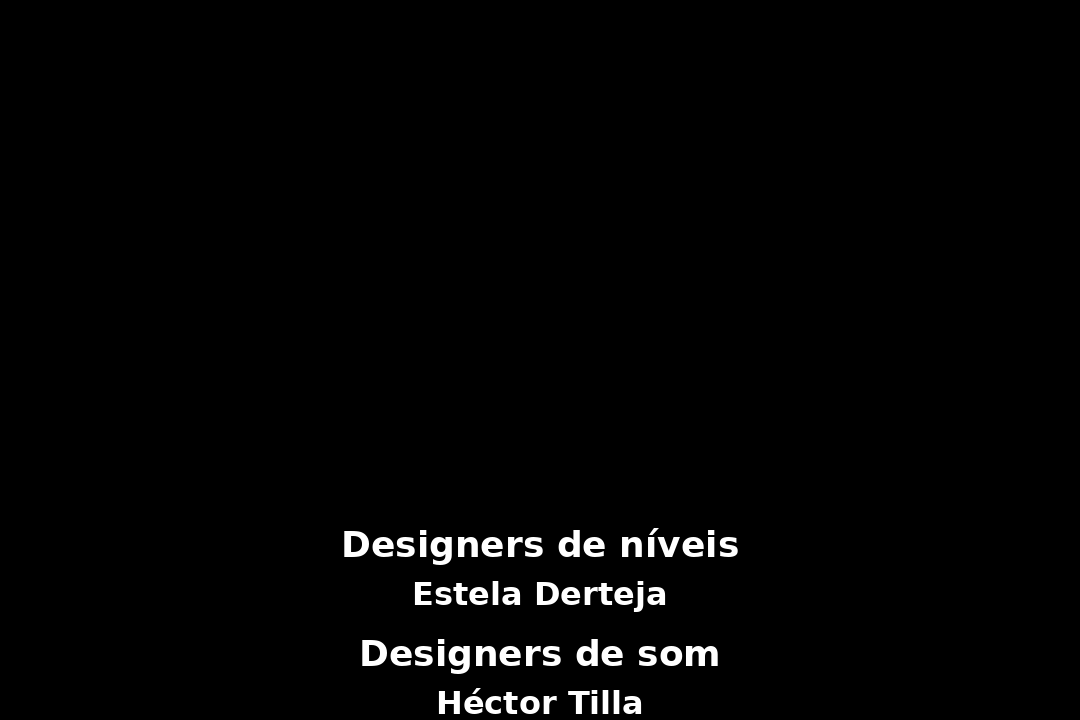 Designers de níveis
Estela Derteja
Designers de som
Héctor Tilla